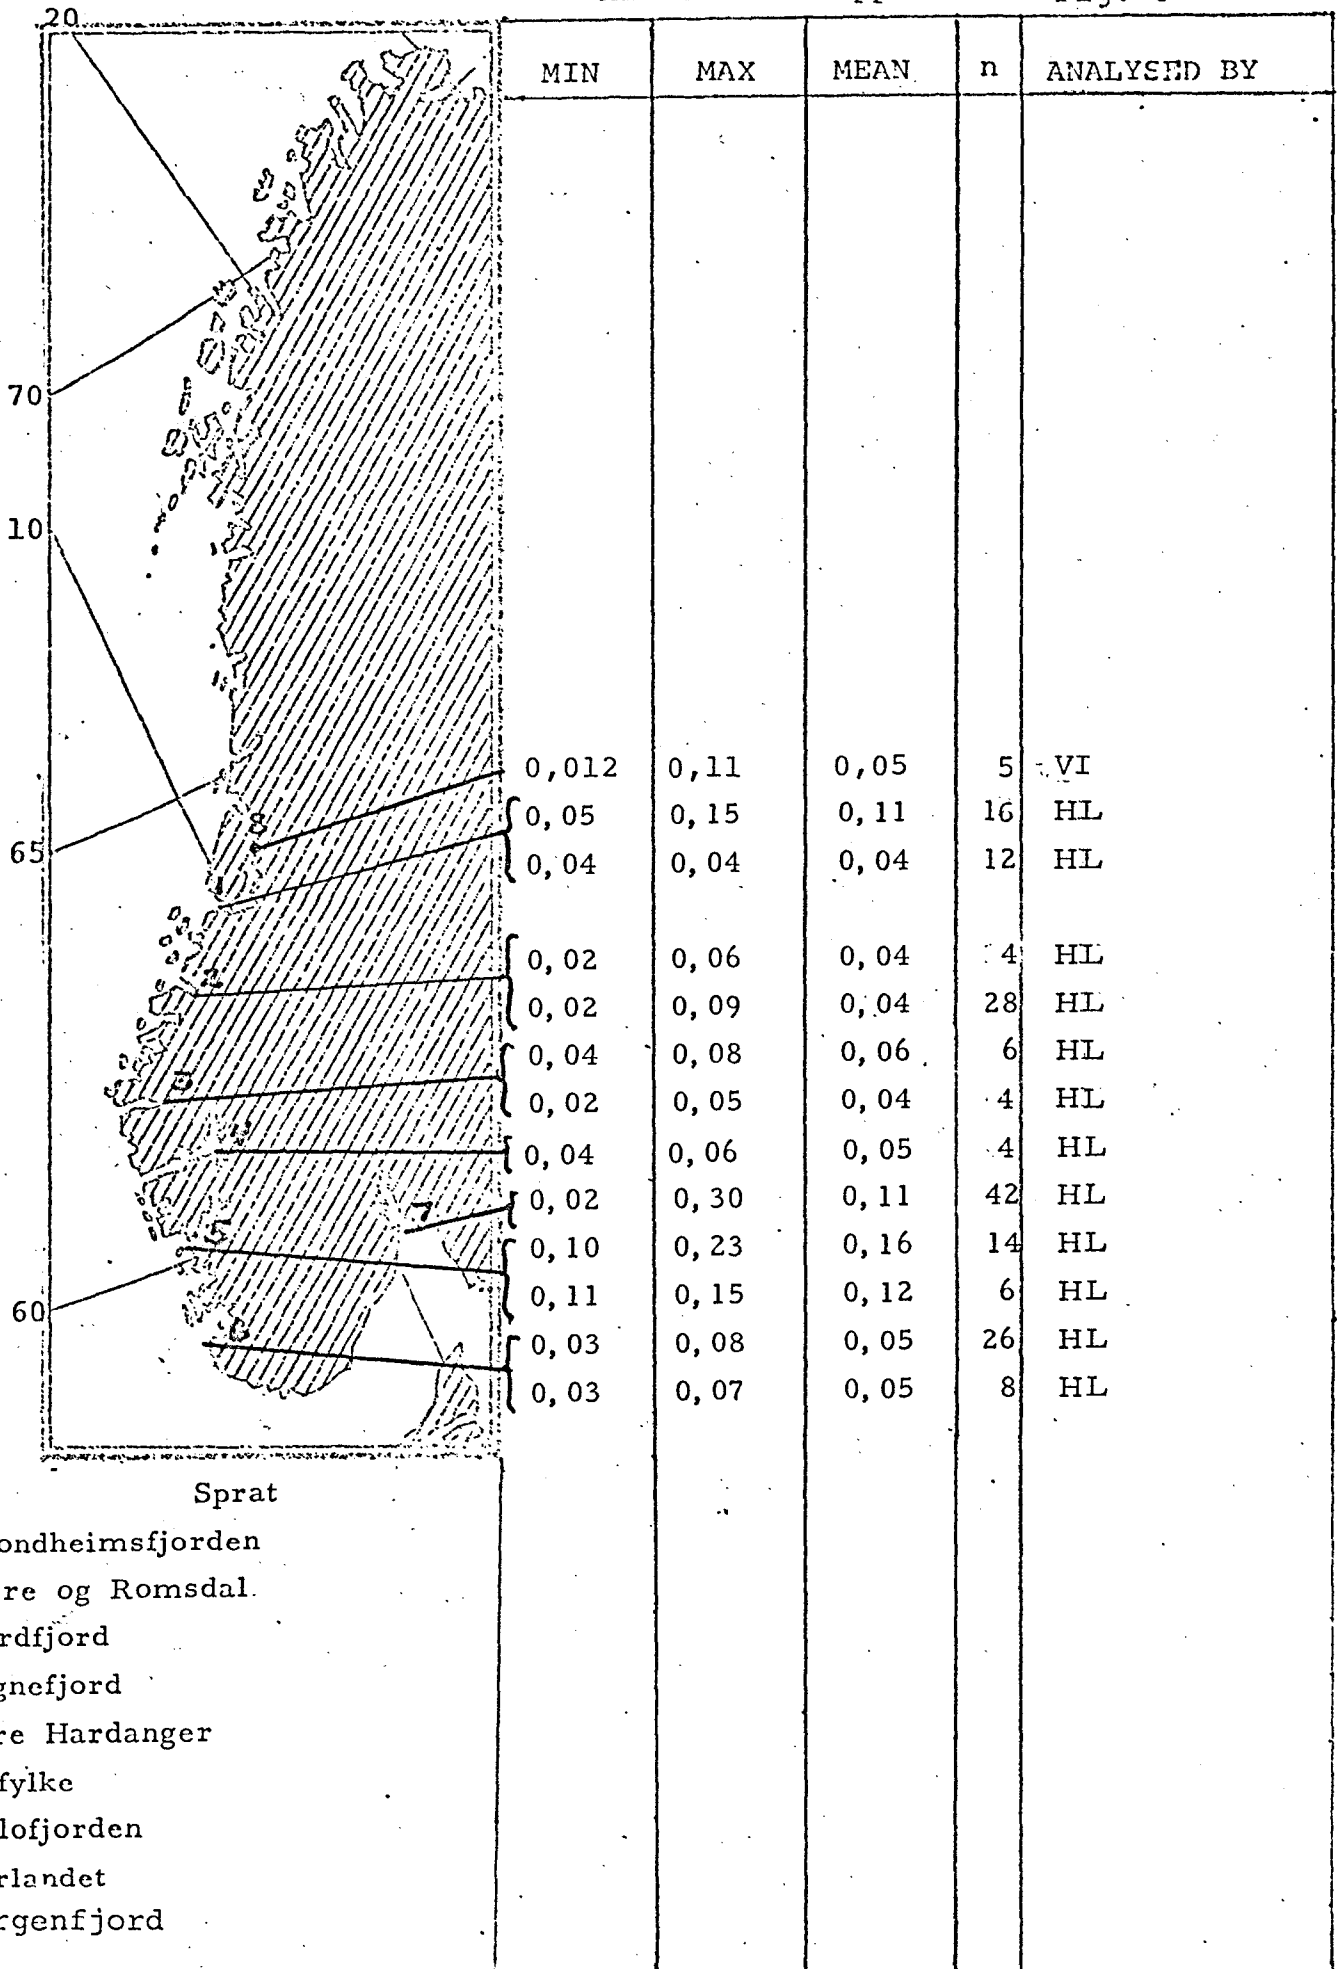 20
MIN MAX MEAN n ANALYSED BY
70
10
65
60
8
1
5
7
0,012 0,11 0,05 5 VI
0,05 0,15 0,11 16 HL
0,04 0,04 0,04 12 HL
0,02 0,06 0,04 4 HL
0,02 0,09 0,04 28 HL
0,04 0,08 0,06 6 HL
0,02 0,05 0,04 4 HL
0,04 0,06 0,05 4 HL
0,02 0,30 0,11 42 HL
0,10 0,23 0,16 14 HL
0,11 0,15 0,12 6 HL
0,03 0,08 0,05 26 HL
0,03 0,07 0,05 8 HL
Sprat
ondheimsfjorden
re og Romsdal.
rdfjord
gnefjord
re Hardanger
fylke
lofjorden
rlandet
rgenfjord